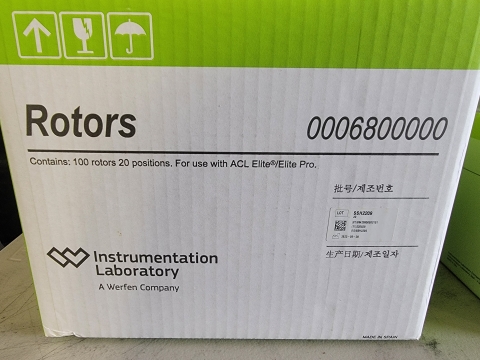 Rotors
0006800000
Contains: 100 rotors 20 positions. For use with ACL Elite®/Elite Pro.
批号/제조번호
LOT
生产日期/제조일자
Instrumentation
Laboratory
A Werfen Company
MADE IN SPAIN